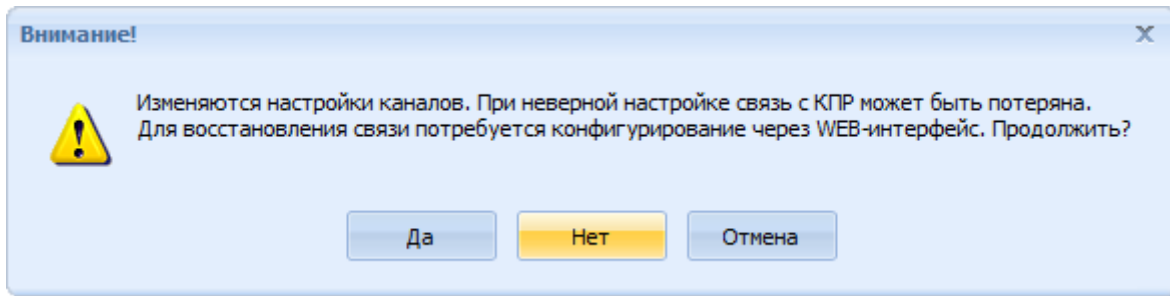 Внимание!
Изменяются настройки каналов. При неверной настройке связь с КПР может быть потеряна.
Для восстановления связи потребуется конфигурирование через WEB-интерфейс. Продолжить?
Да
Нет
Отмена